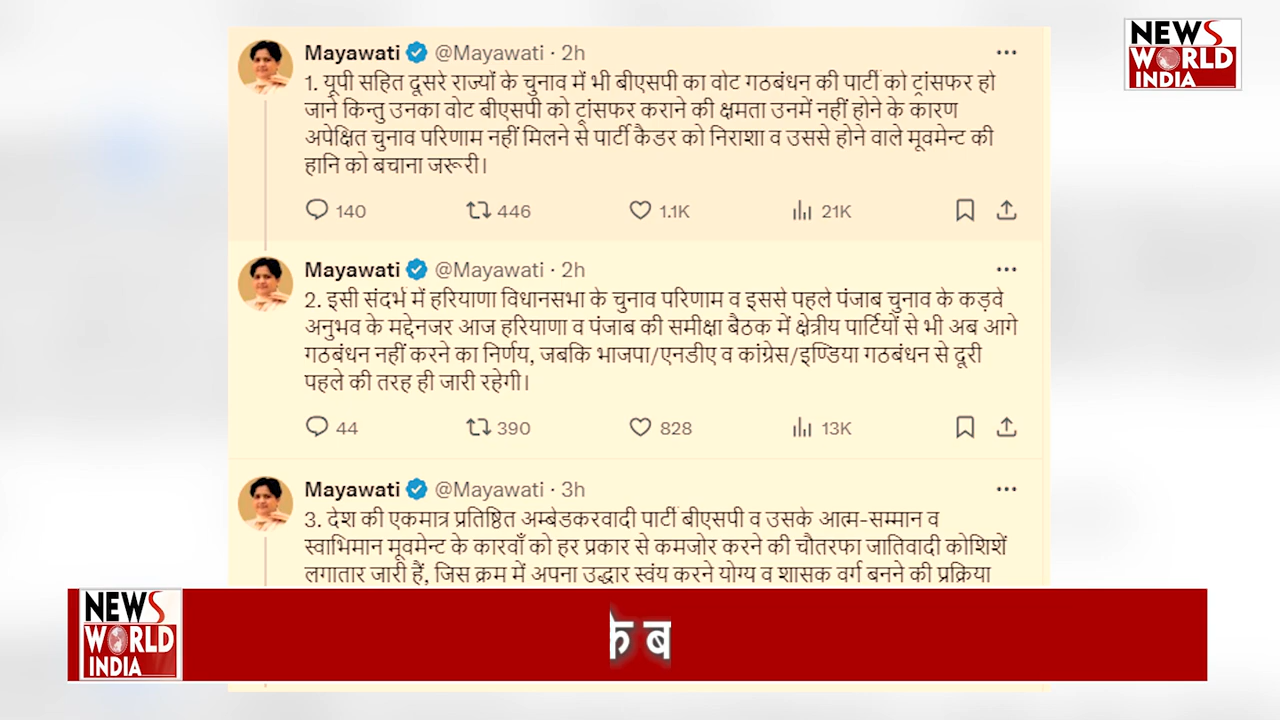 NEWS
WORLD
INDIA
Mayawati @Mayawati · 2h
1. यूपी सहित दूसरे राज्यों के चुनाव में भी बीएसपी का वोट गठबंधन की पार्टी को ट्रांसफर हो
जाने किन्तु उनका वोट बीएसपी को ट्रांसफर कराने की क्षमता उनमें नहीं होने के कारण
अपेक्षित चुनाव परिणाम नहीं मिलने से पार्टी कैडर को निराशा व उससे होने वाले मूवमेन्ट की
हानि को बचाना जरूरी।
140 446 1.1K 21K
Mayawati @Mayawati · 2h
2. इसी संदर्भ में हरियाणा विधानसभा के चुनाव परिणाम व इससे पहले पंजाब चुनाव के कड़वे
अनुभव के मद्देनजर आज हरियाणा व पंजाब की समीक्षा बैठक में क्षेत्रीय पार्टियों से भी अब आगे
गठबंधन नहीं करने का निर्णय, जबकि भाजपा/एनडीए व कांग्रेस/इण्डिया गठबंधन से दूरी
पहले की तरह ही जारी रहेगी।
44 390 828 13K
Mayawati @Mayawati · 3h
3. देश की एकमात्र प्रतिष्ठित अम्बेडकरवादी पार्टी बीएसपी व उसके आत्म-सम्मान व
स्वाभिमान मूवमेन्ट के कारवाँ को हर प्रकार से कमजोर करने की चौतरफा जातिवादी कोशिशें
लगातार जारी हैं, जिस क्रम में अपना उद्धार स्वंय करने योग्य व शासक वर्ग बनने की प्रक्रिया
NEWS
WORLD
INDIA
के ब